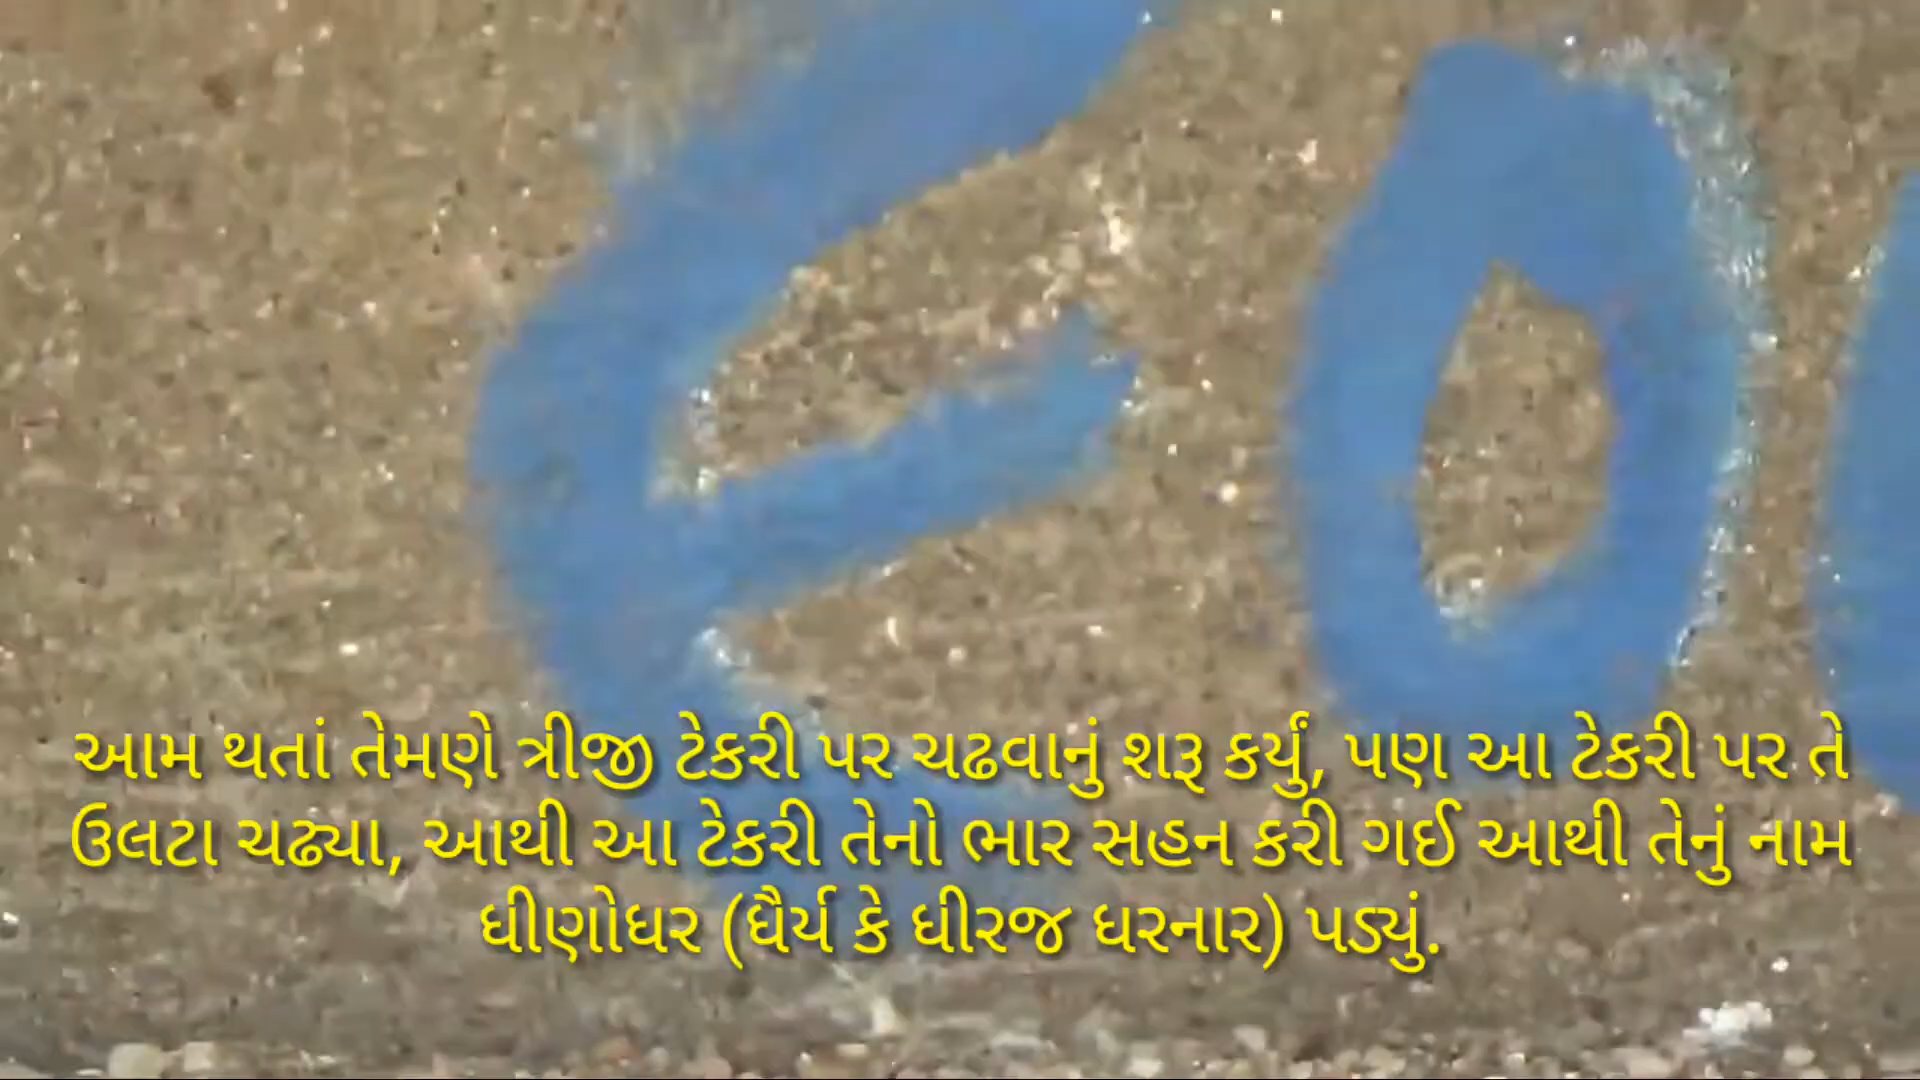 આમ થતાં તેમણે ત્રીજી ટેકરી પર ચઢવાનું શરૂ કર્યું, પણ આ ટેકરી પર તે
ઉલટા ચઢ્યા, આથી આ ટેકરી તેનો ભાર સહન કરી ગઈ આથી તેનું નામ
ધીણોધર (ધૈર્ય કે ધીરજ ધરનાર) પડ્યું.